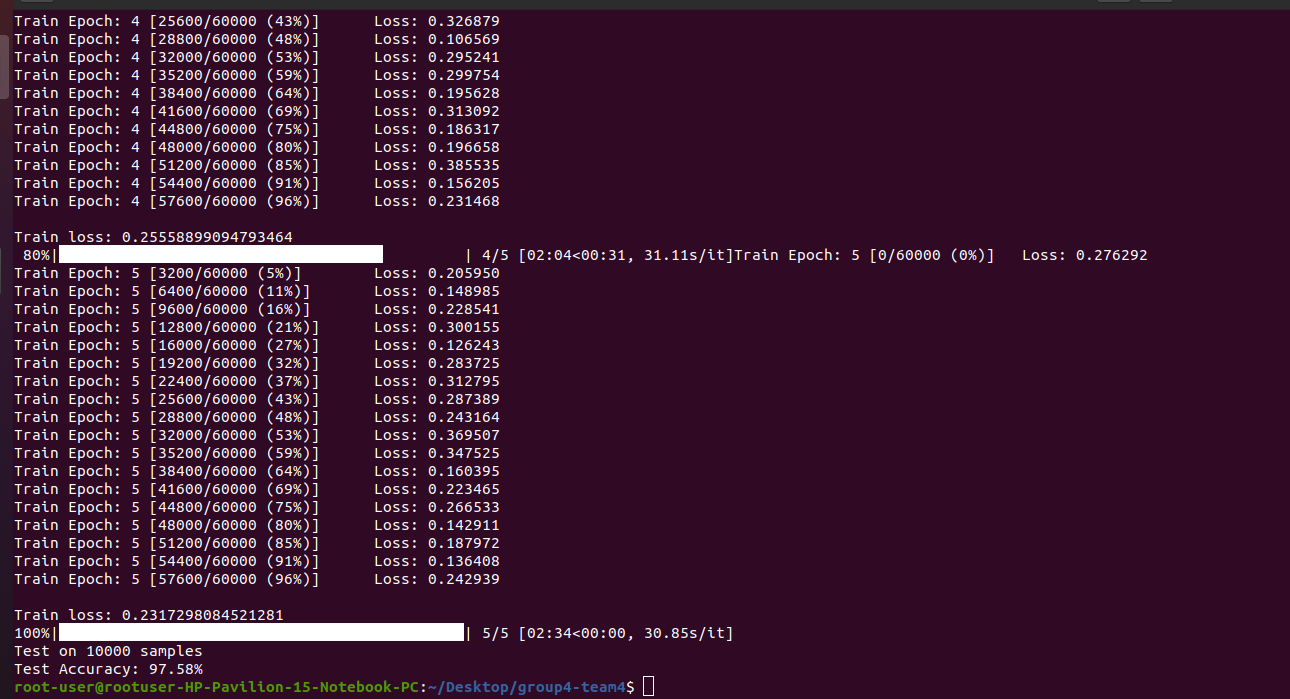 Train Epoch: 4 [25600/60000 (43%)] Loss: 0.326879
Train Epoch: 4 [28800/60000 (48%)] Loss: 0.106569
Train Epoch: 4 [32000/60000 (53%)] Loss: 0.295241
Train Epoch: 4 [35200/60000 (59%)] Loss: 0.299754
Train Epoch: 4 [38400/60000 (64%)] Loss: 0.195628
Train Epoch: 4 [41600/60000 (69%)] Loss: 0.313092
Train Epoch: 4 [44800/60000 (75%)] Loss: 0.186317
Train Epoch: 4 [48000/60000 (80%)] Loss: 0.196658
Train Epoch: 4 [51200/60000 (85%)] Loss: 0.385535
Train Epoch: 4 [54400/60000 (91%)] Loss: 0.156205
Train Epoch: 4 [57600/60000 (96%)] Loss: 0.231468
Train loss: 0.25558899094793464
80%| | 4/5 [02:04<00:31, 31.11s/it]Train Epoch: 5 [0/60000 (0%)] Loss: 0.276292
Train Epoch: 5 [3200/60000 (5%)] Loss: 0.205950
Train Epoch: 5 [6400/60000 (11%)] Loss: 0.148985
Train Epoch: 5 [9600/60000 (16%)] Loss: 0.228541
Train Epoch: 5 [12800/60000 (21%)] Loss: 0.300155
Train Epoch: 5 [16000/60000 (27%)] Loss: 0.126243
Train Epoch: 5 [19200/60000 (32%)] Loss: 0.283725
Train Epoch: 5 [22400/60000 (37%)] Loss: 0.312795
Train Epoch: 5 [25600/60000 (43%)] Loss: 0.287389
Train Epoch: 5 [28800/60000 (48%)] Loss: 0.243164
Train Epoch: 5 [32000/60000 (53%)] Loss: 0.369507
Train Epoch: 5 [35200/60000 (59%)] Loss: 0.347525
Train Epoch: 5 [38400/60000 (64%)] Loss: 0.160395
Train Epoch: 5 [41600/60000 (69%)] Loss: 0.223465
Train Epoch: 5 [44800/60000 (75%)] Loss: 0.266533
Train Epoch: 5 [48000/60000 (80%)] Loss: 0.142911
Train Epoch: 5 [51200/60000 (85%)] Loss: 0.187972
Train Epoch: 5 [54400/60000 (91%)] Loss: 0.136408
Train Epoch: 5 [57600/60000 (96%)] Loss: 0.242939
Train loss: 0.2317298084521281
100%| | 5/5 [02:34<00:00, 30.85s/it]
Test on 10000 samples
Test Accuracy: 97.58%
root-user@rootuser-HP-Pavilion-15-Notebook-PC:~/Desktop/group4-team4$